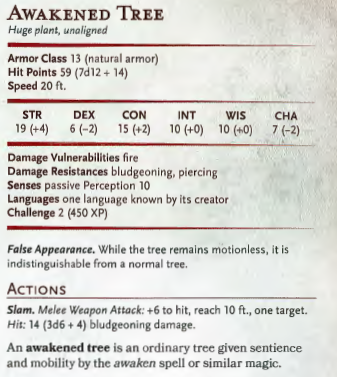 AWAKENED TREE
Huge plant, unaligned
Armor Class 13 (natural armor)
Hit Points 59 (7d12 + 14)
Speed 20 ft.
STR DEX CON INT WIS CHA
19 (+4) 6 (−2) 15 (+2) 10 (+0) 10 (+0) 7 (−2)
Damage Vulnerabilities fire
Damage Resistances bludgeoning, piercing
Senses passive Perception 10
Languages one language known by its creator
Challenge 2 (450 XP)
False Appearance. While the tree remains motionless, it is
indistinguishable from a normal tree.
ACTIONS
Slam. Melee Weapon Attack: +6 to hit, reach 10 ft., one target.
Hit: 14 (3d6 + 4) bludgeoning damage.
An awakened tree is an ordinary tree given sentience
and mobility by the awaken spell or similar magic.